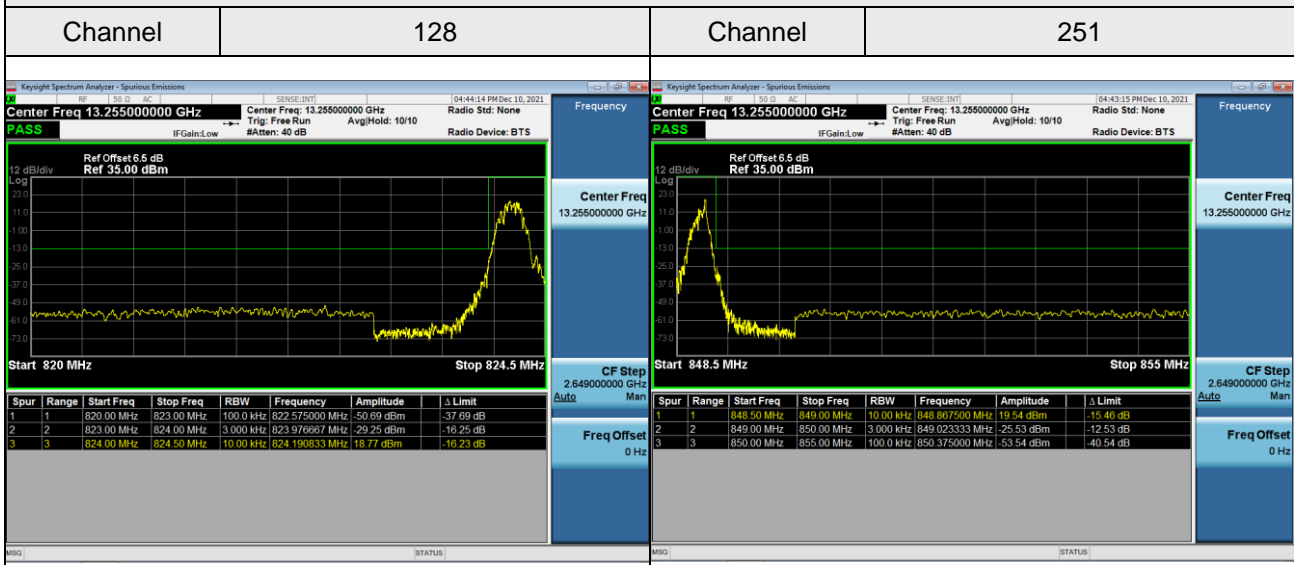 Channel 128 Channel 251
Keysight Spectrum Analyzer - Spurious Emissions
RF 50 Ω AC SENSE:INT 04:44:14 PM Dec 10, 2021
Center Freq 13.255000000 GHz Center Freq: 13.255000000 GHz Radio Std: None Frequency
Trig: Free Run Avg|Hold: 10/10
PASS IFGain:Low #Atten: 40 dB Radio Device: BTS
Ref Offset 6.5 dB
12 dB/div Ref 35.00 dBm
Log
23.0
11.0
-1.00
-13.0
-25.0
-37.0
-49.0
-61.0
-73.0
Start 820 MHz Stop 824.5 MHz
Spur Range Start Freq Stop Freq RBW Frequency Amplitude Δ Limit
1 1 820.00 MHz 823.00 MHz 100.0 kHz 822.575000 MHz -50.69 dBm -37.69 dB
2 2 823.00 MHz 824.00 MHz 3.000 kHz 823.976667 MHz -29.25 dBm -16.25 dB
3 3 824.00 MHz 824.50 MHz 10.00 kHz 824.190833 MHz 18.77 dBm -16.23 dB
Center Freq
13.255000000 GHz
CF Step
2.649000000 GHz
Auto Man
Freq Offset
0 Hz
MSG STATUS
Keysight Spectrum Analyzer - Spurious Emissions
RF 50 Ω AC SENSE:INT 04:43:15 PM Dec 10, 2021
Center Freq 13.255000000 GHz Center Freq: 13.255000000 GHz Radio Std: None Frequency
Trig: Free Run Avg|Hold: 10/10
PASS IFGain:Low #Atten: 40 dB Radio Device: BTS
Ref Offset 6.5 dB
12 dB/div Ref 35.00 dBm
Log
23.0
11.0
-1.00
-13.0
-25.0
-37.0
-49.0
-61.0
-73.0
Start 848.5 MHz Stop 855 MHz
Spur Range Start Freq Stop Freq RBW Frequency Amplitude Δ Limit
1 1 848.50 MHz 849.00 MHz 10.00 kHz 848.867500 MHz 19.54 dBm -15.46 dB
2 2 849.00 MHz 850.00 MHz 3.000 kHz 849.023333 MHz -25.53 dBm -12.53 dB
3 3 850.00 MHz 855.00 MHz 100.0 kHz 850.375000 MHz -53.54 dBm -40.54 dB
Center Freq
13.255000000 GHz
CF Step
2.649000000 GHz
Auto Man
Freq Offset
0 Hz
MSG STATUS